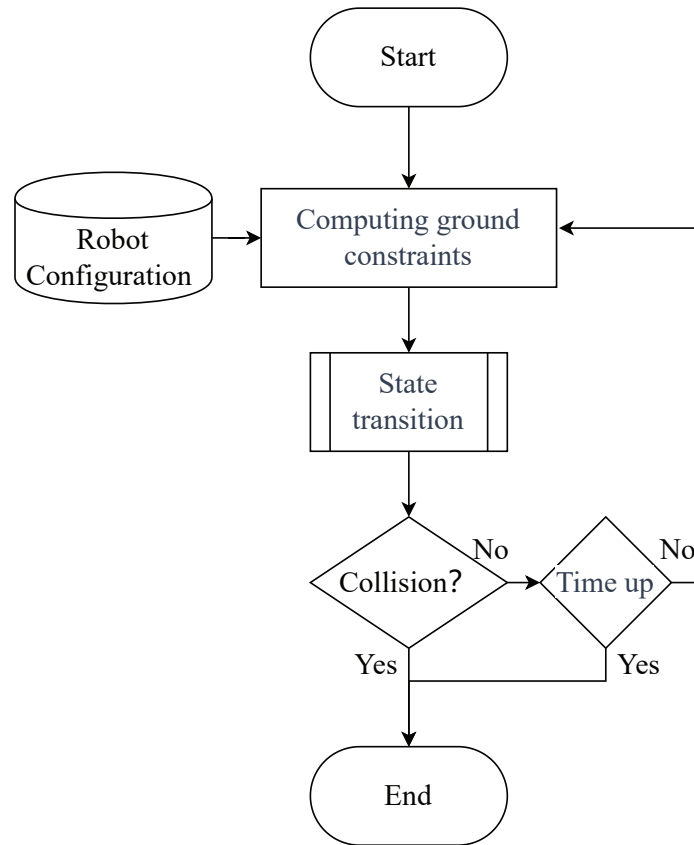 Start
Computing ground
constraints
Robot
Configuration
State
transition
Collision?
No
Time up
No
Yes
Yes
End